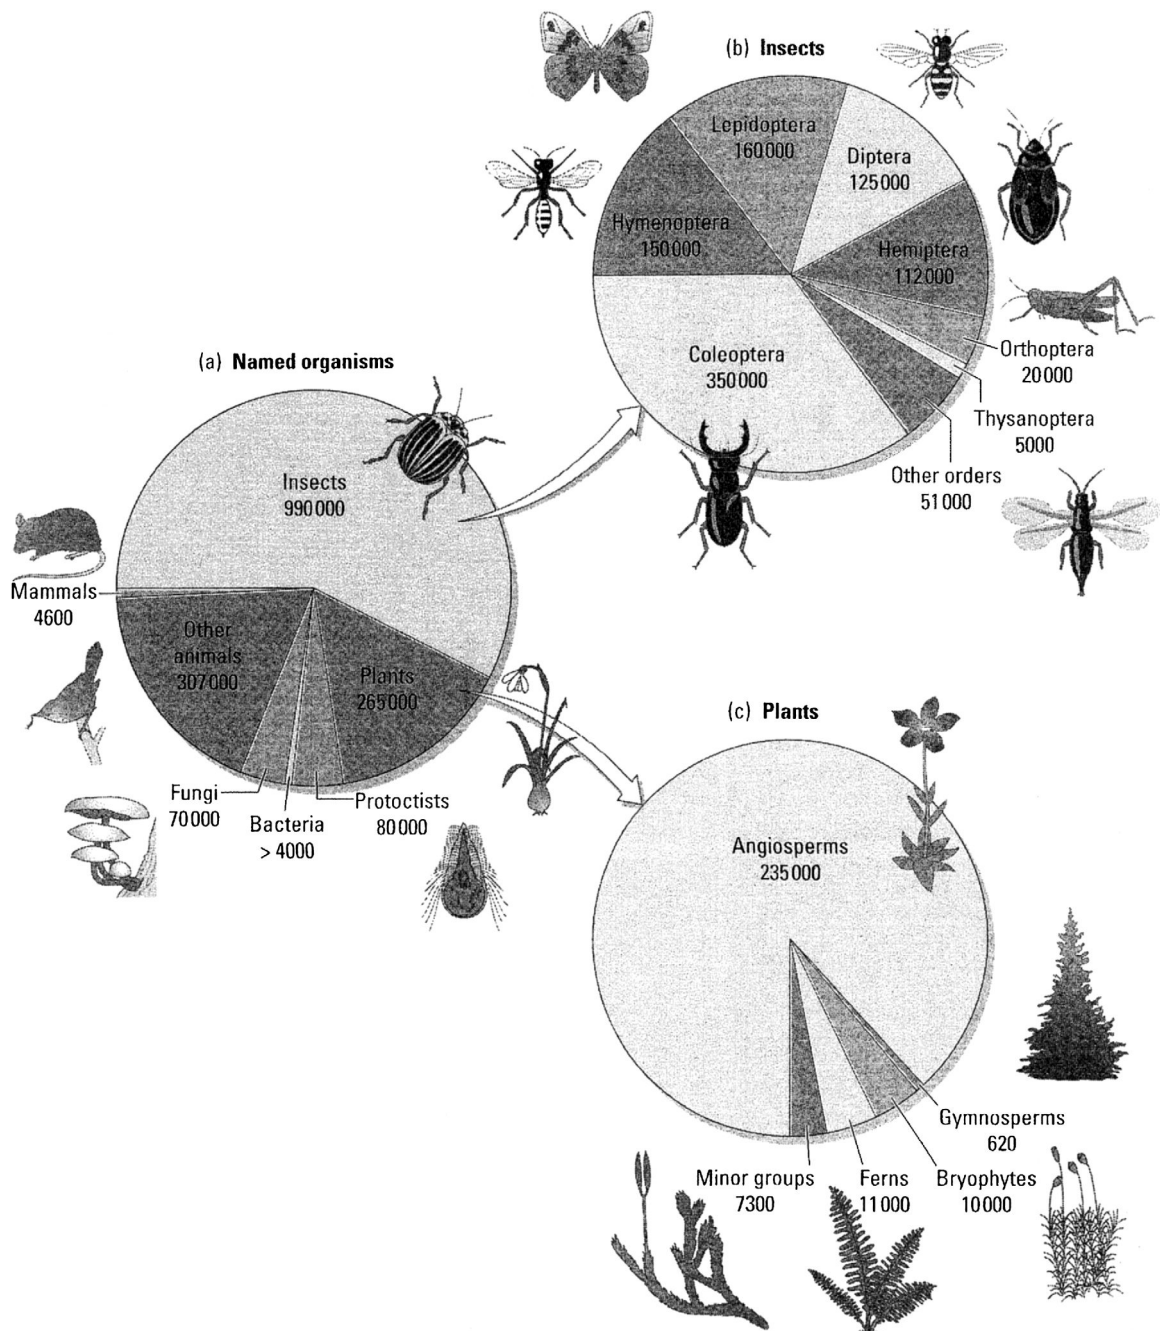 (b) Insects
Lepidoptera
160000
Diptera
125000
Hymenoptera
150000
Hemiptera
112000
Coleoptera
350000
Orthoptera
20000
Thysanoptera
5000
Other orders
51000
(a) Named organisms
Insects
990000
Mammals
4600
Other
animals
307000
Plants
265000
Fungi
70000
Bacteria
> 4000
Protoctists
80000
(c) Plants
Angiosperms
235000
Gymnosperms
620
Minor groups
7300
Ferns
11000
Bryophytes
10000